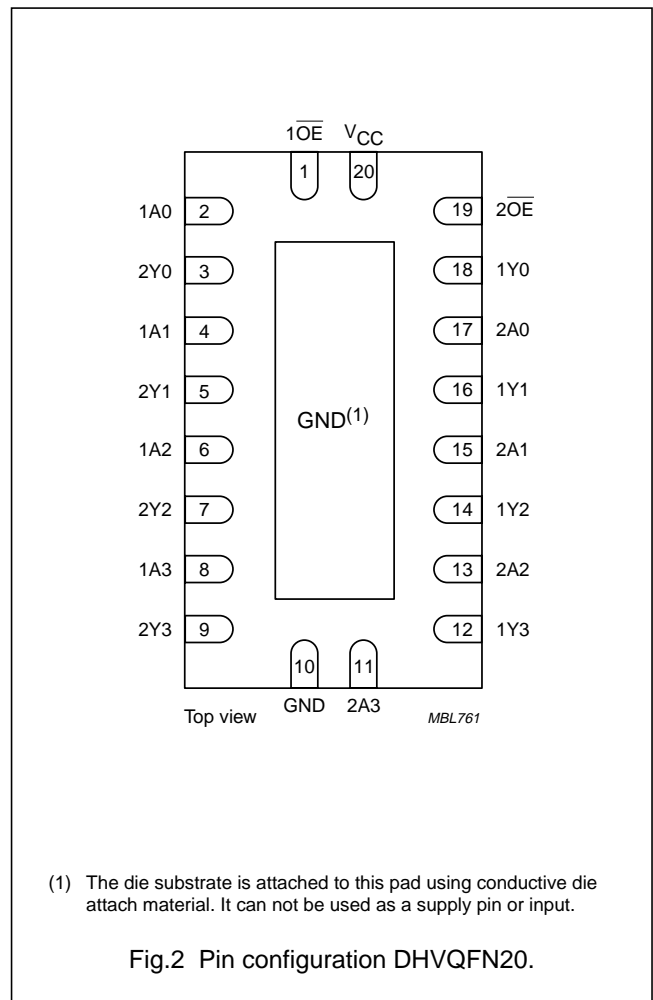 1O̅E̅ VCC
1 20
1A0 2 19 2O̅E̅
2Y0 3 18 1Y0
1A1 4 17 2A0
2Y1 5 16 1Y1
GND(1)
1A2 6 15 2A1
2Y2 7 14 1Y2
1A3 8 13 2A2
2Y3 9 12 1Y3
10 11
Top view GND 2A3 MBL761
(1) The die substrate is attached to this pad using conductive die
attach material. It can not be used as a supply pin or input.
Fig.2 Pin configuration DHVQFN20.